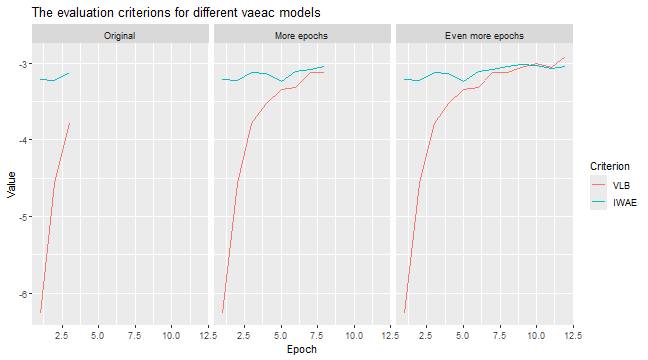 The evaluation criterions for different vaeac models
Original
More epochs
Even more epochs
Value
-3
-4
-5
-6
2.5 5.0 7.5 10.0 12.5
2.5 5.0 7.5 10.0 12.5
2.5 5.0 7.5 10.0 12.5
Epoch
Criterion
VLB
IWAE